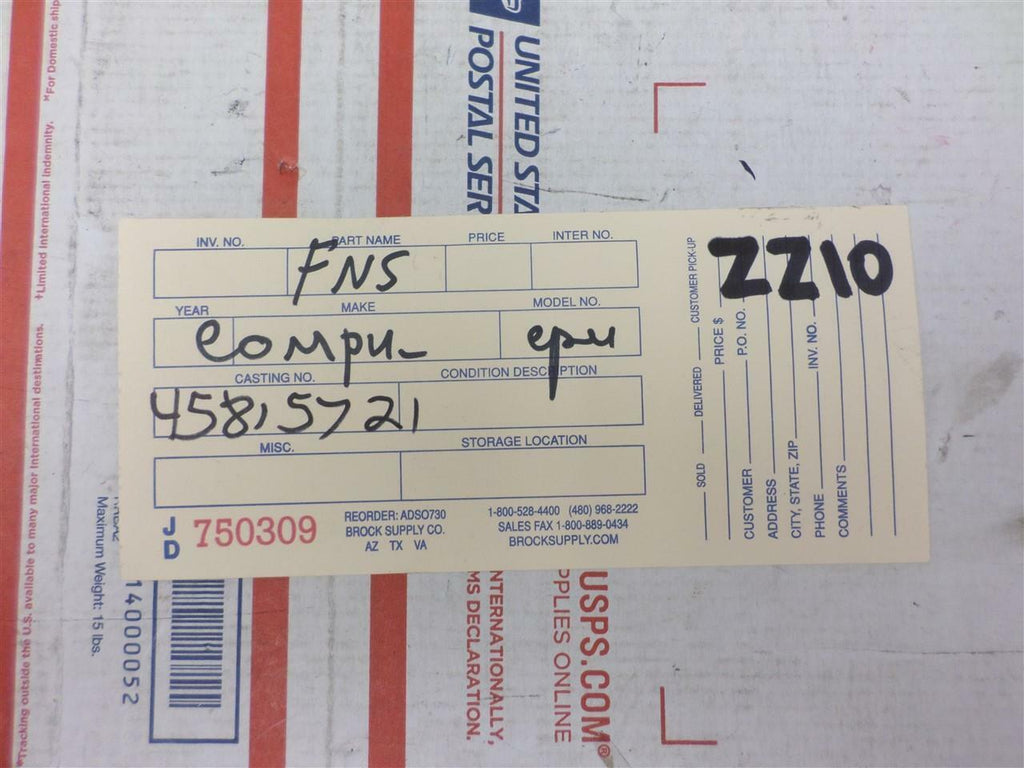 INV. NO. PART NAME PRICE INTER NO.
FNS
YEAR MAKE MODEL NO.
Compu- cpu
CASTING NO. CONDITION DESCRIPTION
45815721
MISC. STORAGE LOCATION
J D 750309
REORDER: ADSO730
BROCK SUPPLY CO.
AZ TX VA
1-800-528-4400 (480) 968-2222
SALES FAX 1-800-889-0434
BROCKSUPPLY.COM
ZZ10
SOLD DELIVERED CUSTOMER PICK-UP
PRICE $
CUSTOMER P.O. NO.
ADDRESS
CITY, STATE, ZIP
PHONE INV. NO.
COMMENTS
UNITED STA
POSTAL SER
*For Domestic ship
†Limited International indemnity.
*Tracking outside the U.S. available to many major International destinations.
Maximum Weight: 15 lbs.
14000052
NTERNATIONALLY,
MS DECLARATION.
USPS.COM®
PPLIES ONLINE